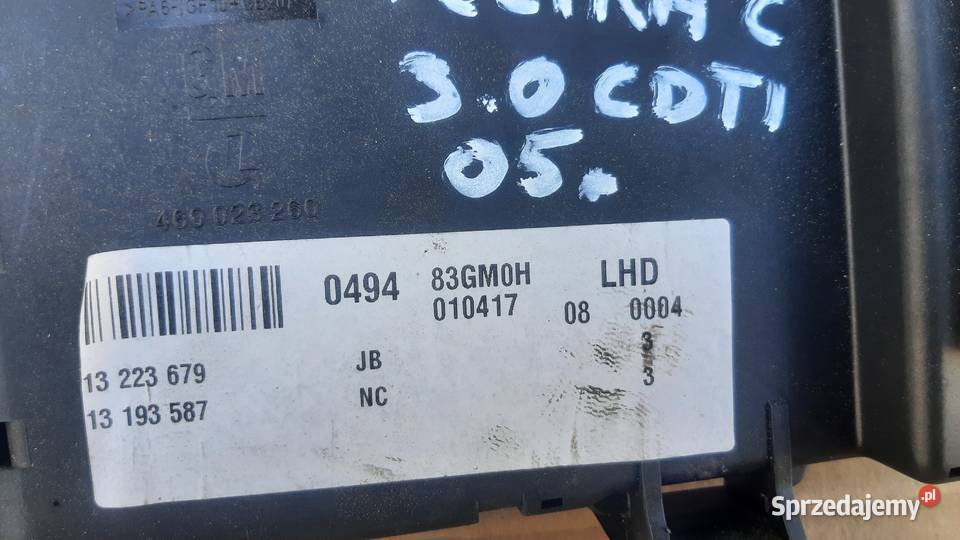 C
3.0 CDTI
05.
GM
469 023 260
0494 83GM0H LHD
010417 08 0004
13 223 679 JB 3
13 193 587 NC 3
Sprzedajemy.pl